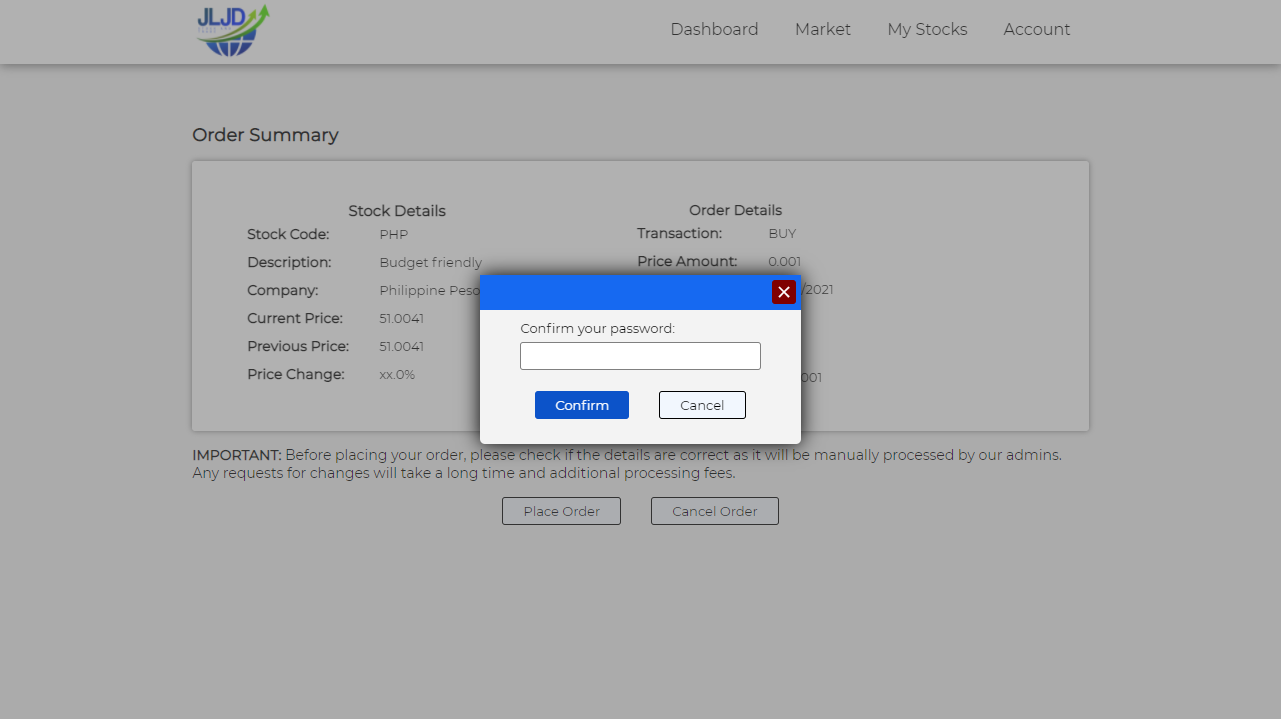 JLJD
Dashboard Market My Stocks Account
Order Summary
Stock Details
Stock Code: PHP
Description: Budget friendly
Company: Philippine Peso
Current Price: 51.0041
Previous Price: 51.0041
Price Change: xx.0%
Order Details
Transaction: BUY
Price Amount: 0.001
/2021
001
Confirm your password:
Confirm Cancel
IMPORTANT: Before placing your order, please check if the details are correct as it will be manually processed by our admins.
Any requests for changes will take a long time and additional processing fees.
Place Order Cancel Order